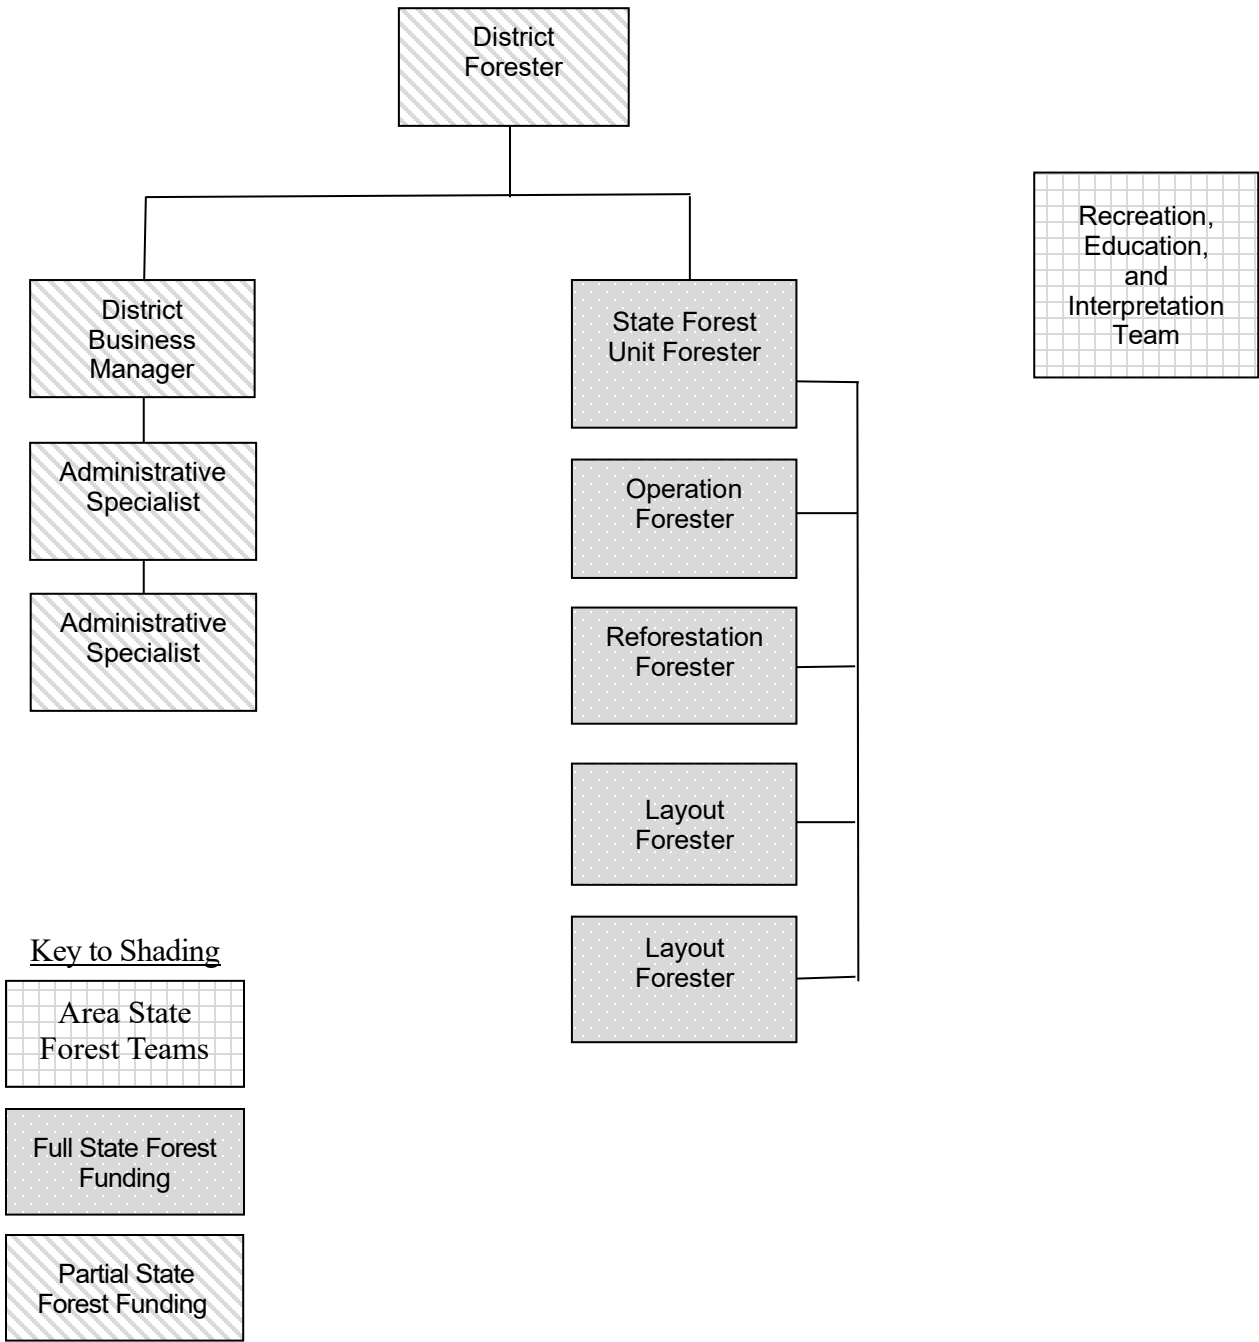 District
Forester
Recreation,
Education,
and
Interpretation
Team
District
Business
Manager
State Forest
Unit Forester
Administrative
Specialist
Operation
Forester
Administrative
Specialist
Reforestation
Forester
Layout
Forester
Layout
Forester
Key to Shading
Area State
Forest Teams
Full State Forest
Funding
Partial State
Forest Funding